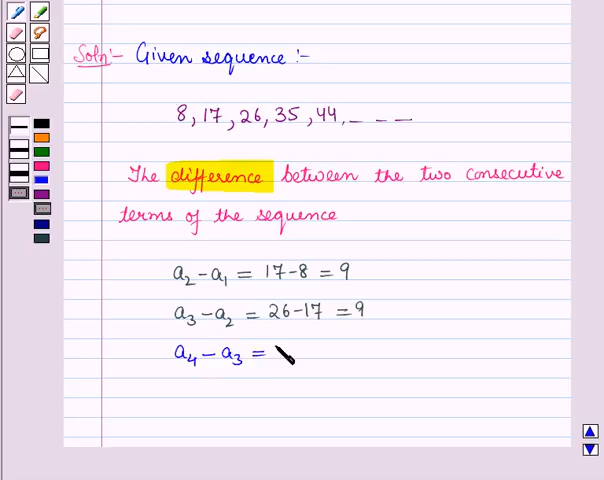 Soln:- Given sequence :-
8, 17, 26, 35, 44, _ _ _
The difference between the two consecutive
terms of the sequence
a₂ - a₁ = 17 - 8 = 9
a₃ - a₂ = 26 - 17 = 9
a₄ - a₃ =